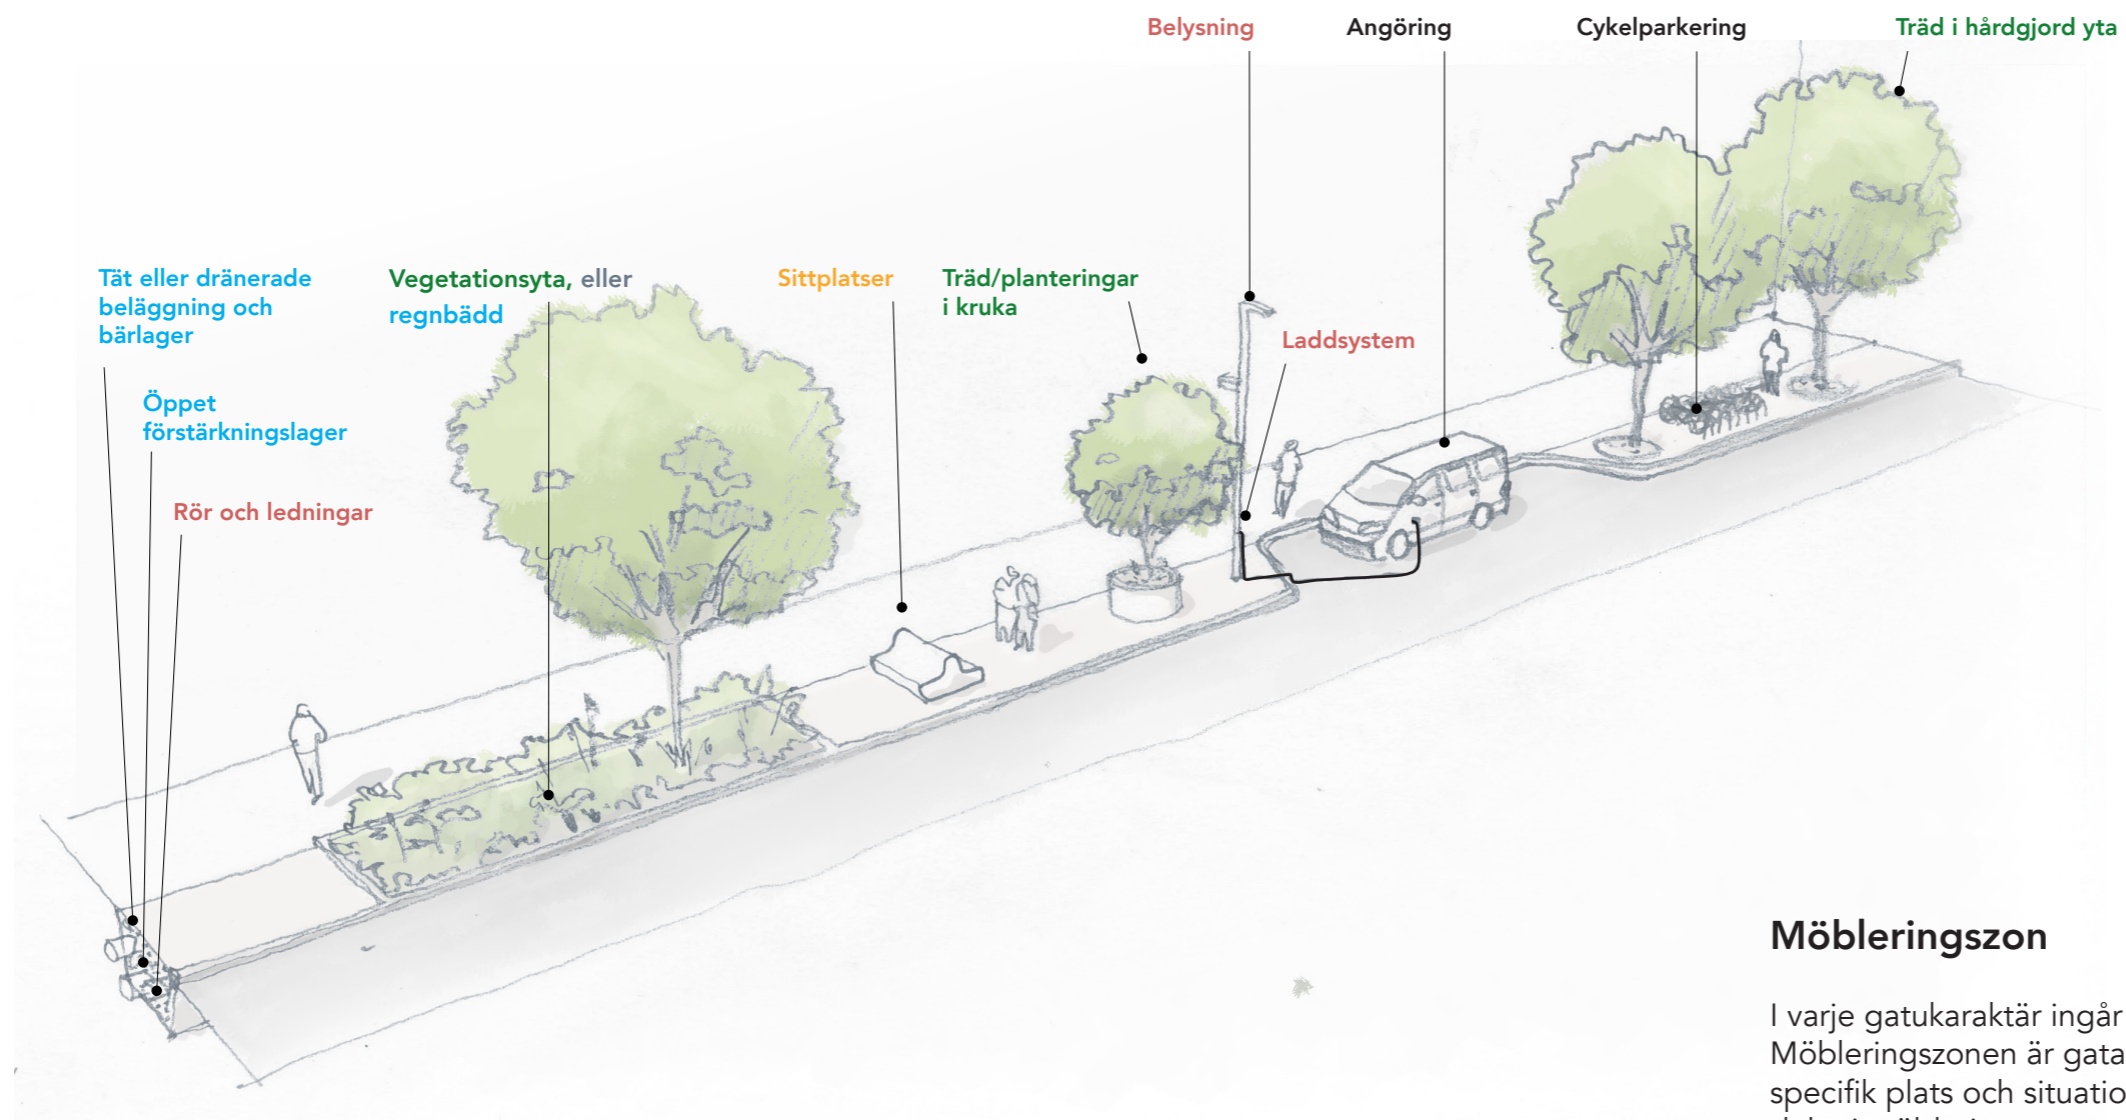 Belysning
Angöring
Cykelparkering
Träd i hårdgjord yta
Tät eller dränerade
beläggning och
bärlager
Vegetationsyta, eller
regnbädd
Sittplatser
Träd/planteringar
i kruka
Laddsystem
Öppet
förstärkningslager
Rör och ledningar
Möbleringszon
I varje gatukaraktär ingår
Möbleringszonen är gata
specifik plats och situatio